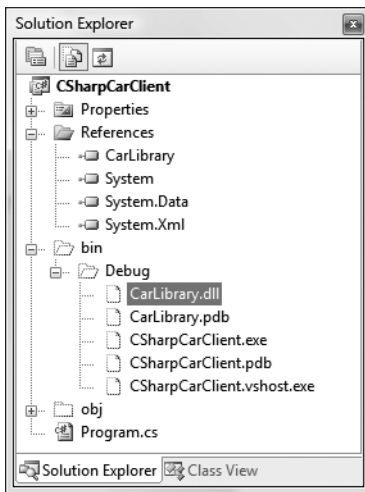 Solution Explorer
CSharpCarClient
Properties
References
CarLibrary
System
System.Data
System.Xml
bin
Debug
CarLibrary.dll
CarLibrary.pdb
CSharpCarClient.exe
CSharpCarClient.pdb
CSharpCarClient.vshost.exe
obj
Program.cs
Solution Explorer Class View